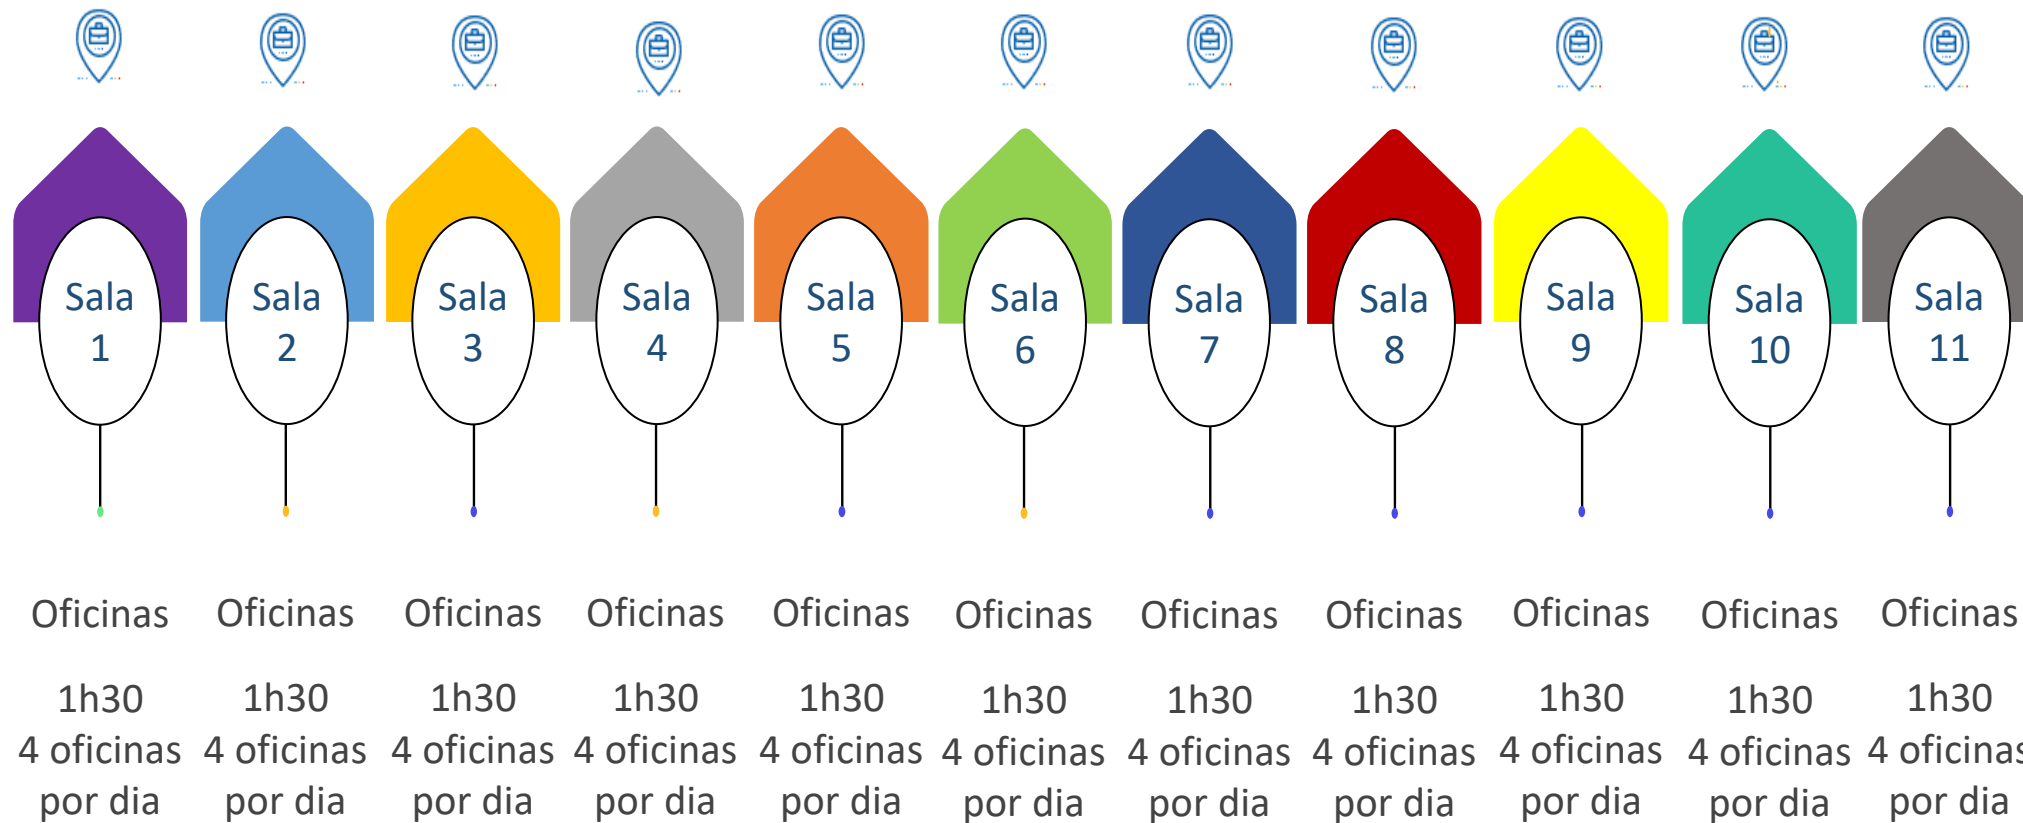 Sala
1
Sala
2
Sala
3
Sala
4
Sala
5
Sala
6
Sala
7
Sala
8
Sala
9
Sala
10
Sala
11
Oficinas
1h30
4 oficinas
por dia
Oficinas
1h30
4 oficinas
por dia
Oficinas
1h30
4 oficinas
por dia
Oficinas
1h30
4 oficinas
por dia
Oficinas
1h30
4 oficinas
por dia
Oficinas
1h30
4 oficinas
por dia
Oficinas
1h30
4 oficinas
por dia
Oficinas
1h30
4 oficinas
por dia
Oficinas
1h30
4 oficinas
por dia
Oficinas
1h30
4 oficinas
por dia
Oficinas
1h30
4 oficinas
por dia